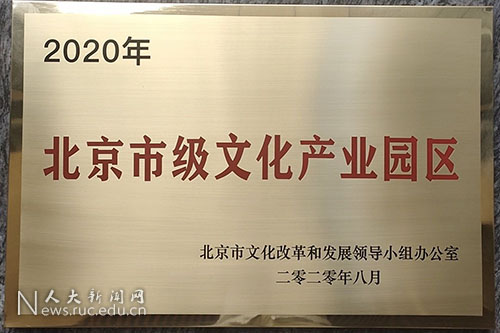 2020年
北京市级文化产业园区
北京市文化改革和发展领导小组办公室
二零二零年八月
人大新闻网
News.ruc.edu.cn